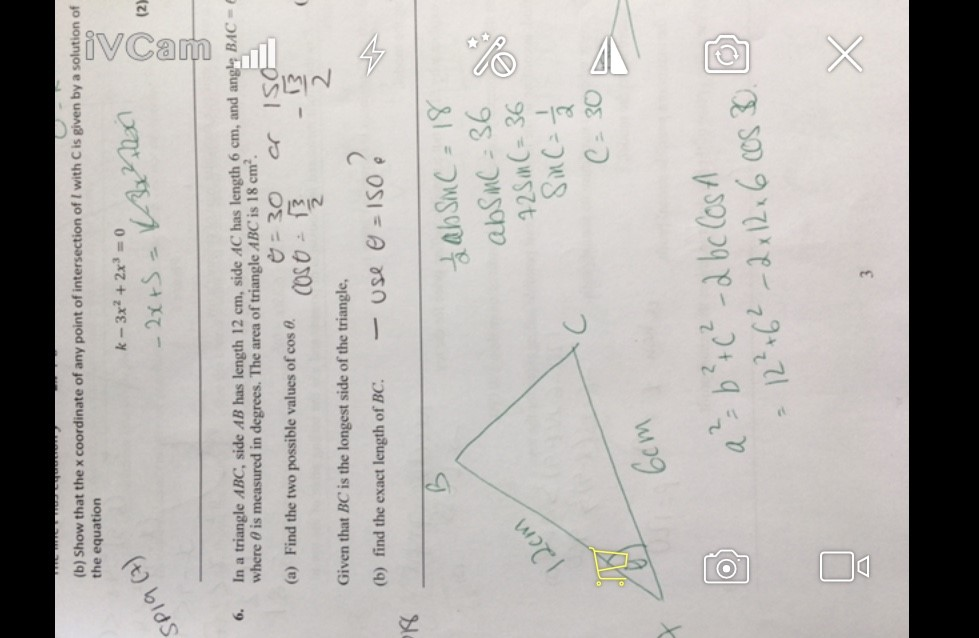 iVCam
(b) Show that the x coordinate of any point of intersection of l with C is given by a solution of
the equation
k − 3x² + 2x³ = 0
(2)
− 2x + 5 =
spia (7)
6. In a triangle ABC, side AB has length 12 cm, side AC has length 6 cm, and angle BAC = θ
where θ is measured in degrees. The area of triangle ABC is 18 cm².
θ = 30 or 150
(a) Find the two possible values of cos θ.
cosθ = √3/2 − √3/2
Given that BC is the longest side of the triangle,
(b) find the exact length of BC.
— use θ = 150?
½ab Sin C = 18
ab Sin C = 36
72 Sin C = 36
Sin C = ½
C = 30
B
12cm
C
6cm
a² = b² + c² − 2bc Cos A
= 12² + 6² − 2 x 12 x 6 cos 30.
3